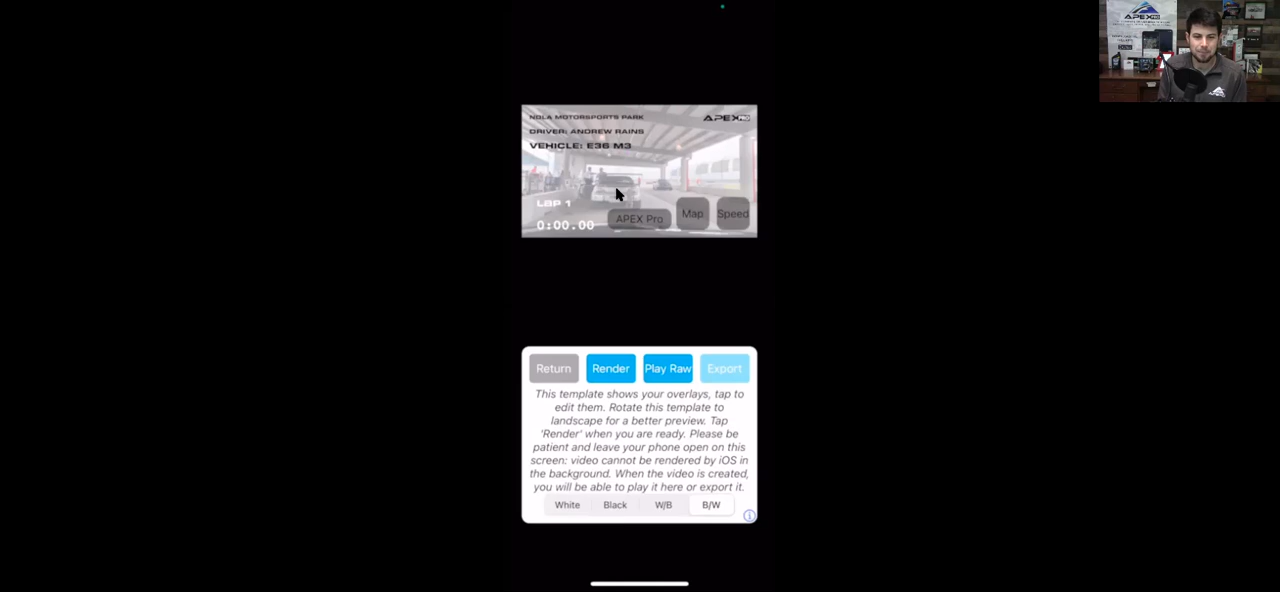 NOLA MOTORSPORTS PARK
APEX PRO
DRIVER: ANDREW RAINS
VEHICLE: E36 M3
LAP 1
0:00.00
APEX Pro
Map
Speed
Return
Render
Play Raw
Export
This template shows your overlays, tap to
edit them. Rotate this template to
landscape for a better preview. Tap
'Render' when you are ready. Please be
patient and leave your phone open on this
screen: video cannot be rendered by iOS in
the background. When the video is created,
you will be able to play it here or export it.
White
Black
W/B
B/W
APEX